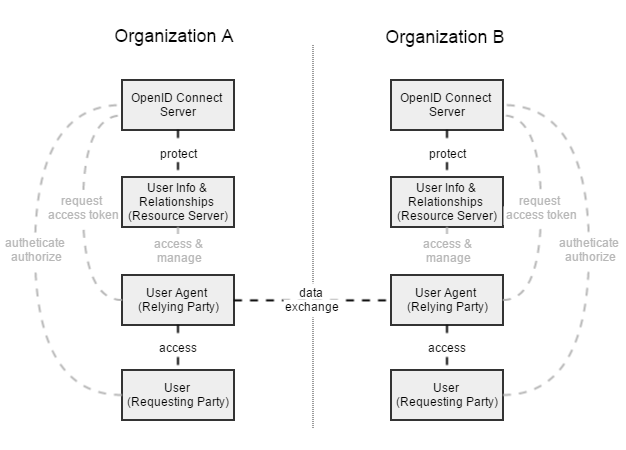 Organization A
OpenID Connect
Server
protect
User Info &
Relationships
(Resource Server)
request
access token
access &
manage
autheticate
authorize
User Agent
(Relying Party)
access
User
(Requesting Party)
data
exchange
Organization B
OpenID Connect
Server
protect
User Info &
Relationships
(Resource Server)
request
access token
access &
manage
autheticate
authorize
User Agent
(Relying Party)
access
User
(Requesting Party)